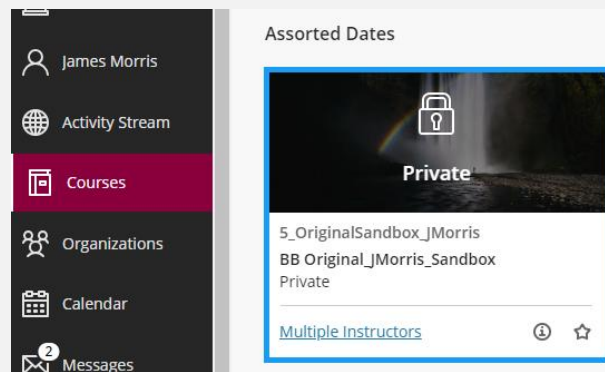 James Morris
Activity Stream
Courses
Organizations
Calendar
2
Messages
Assorted Dates
Private
5_OriginalSandbox_JMorris
BB Original_JMorris_Sandbox
Private
Multiple Instructors